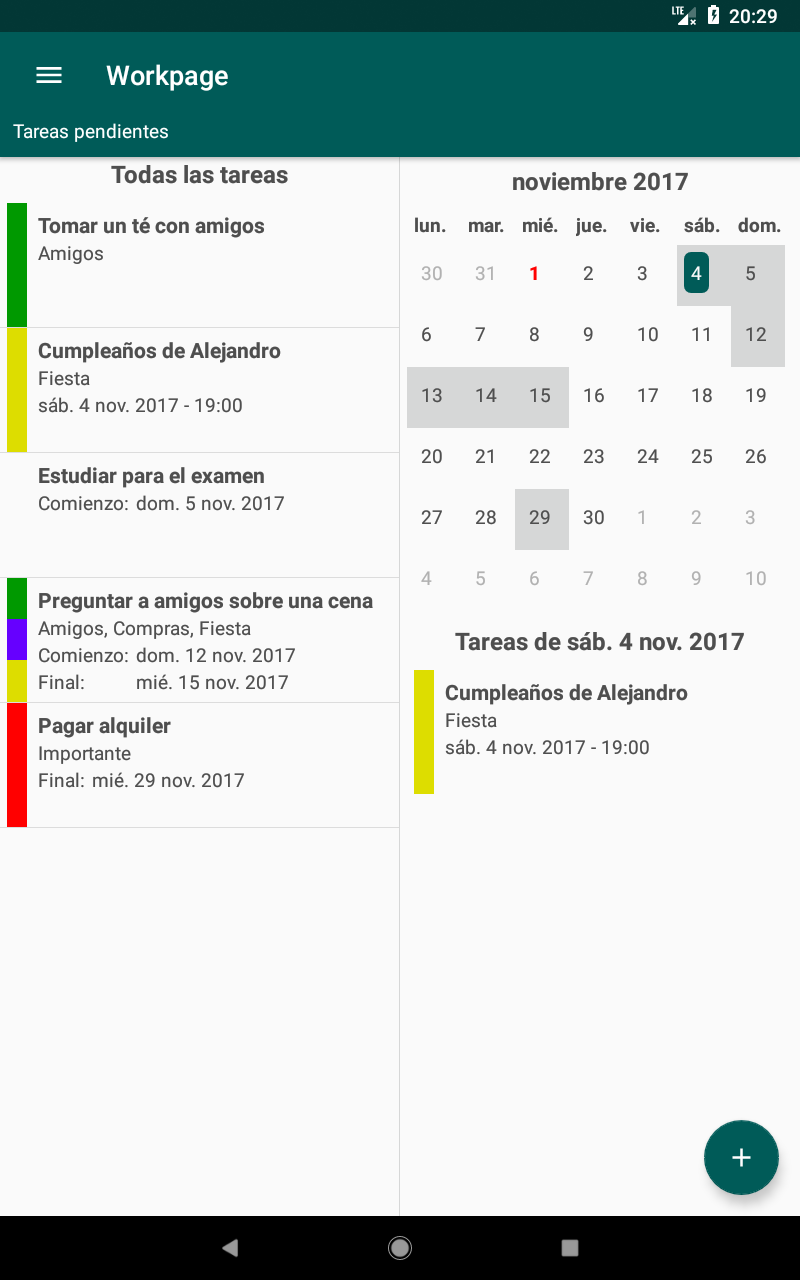 LTE 20:29
Workpage
Tareas pendientes
Todas las tareas
Tomar un té con amigos
Amigos
Cumpleaños de Alejandro
Fiesta
sáb. 4 nov. 2017 - 19:00
Estudiar para el examen
Comienzo: dom. 5 nov. 2017
Preguntar a amigos sobre una cena
Amigos, Compras, Fiesta
Comienzo: dom. 12 nov. 2017
Final: mié. 15 nov. 2017
Pagar alquiler
Importante
Final: mié. 29 nov. 2017
noviembre 2017
lun. mar. mié. jue. vie. sáb. dom.
30 31 1 2 3 4 5
6 7 8 9 10 11 12
13 14 15 16 17 18 19
20 21 22 23 24 25 26
27 28 29 30 1 2 3
4 5 6 7 8 9 10
Tareas de sáb. 4 nov. 2017
Cumpleaños de Alejandro
Fiesta
sáb. 4 nov. 2017 - 19:00